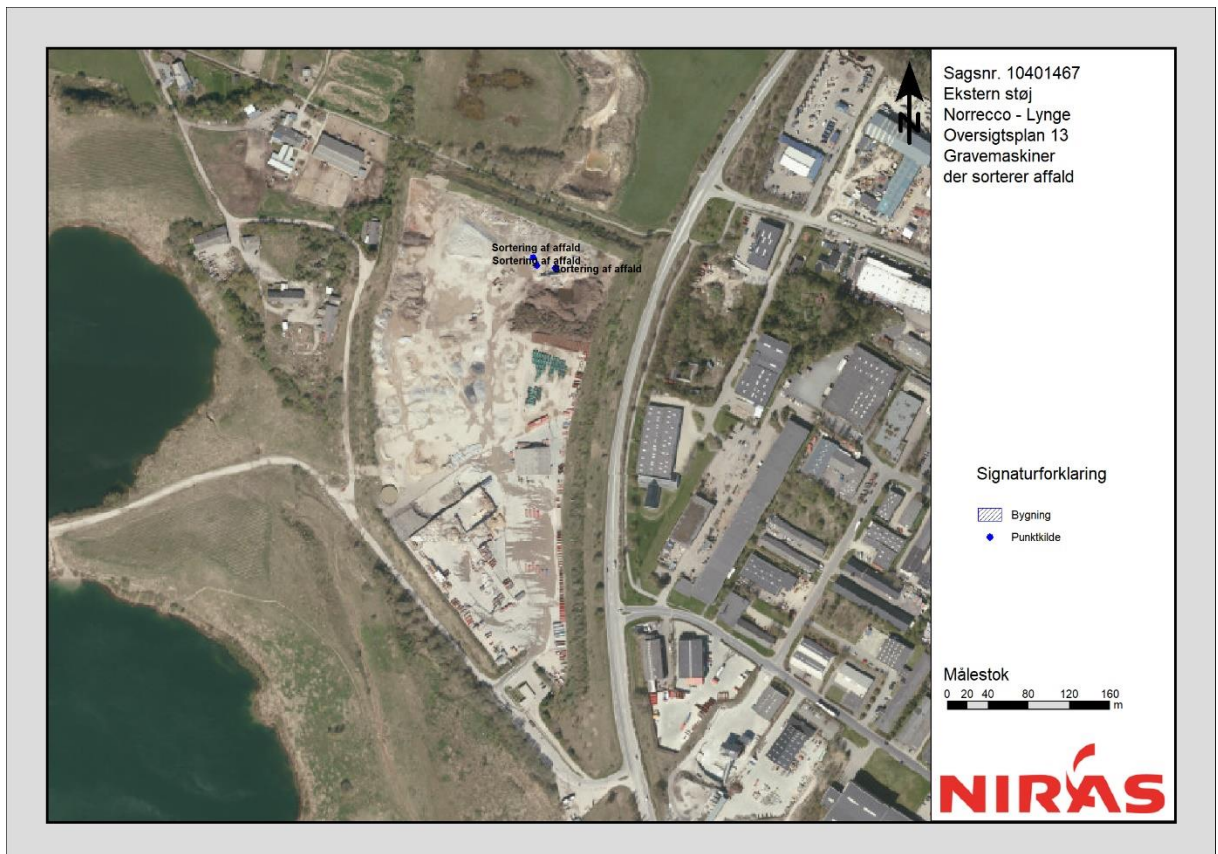 Sagsnr. 10401467
Ekstern støj
Norrecco - Lynge
Oversigtsplan 13
Gravemaskiner
der sorterer affald
N
Sortering af affald
Sortering af affald
Sortering af affald
Signaturforklaring
Bygning
Punktkilde
Målestok
0 20 40 80 120 160
m
NIRAS